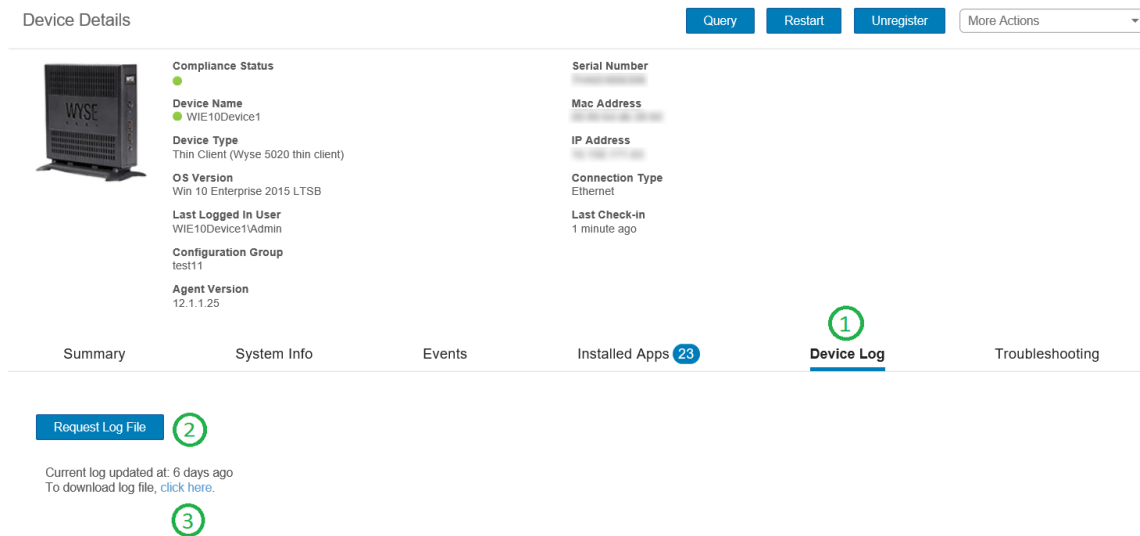 Device Details
Query
Restart
Unregister
More Actions
WYSE
Compliance Status
Device Name
WIE10Device1
Device Type
Thin Client (Wyse 5020 thin client)
OS Version
Win 10 Enterprise 2015 LTSB
Last Logged In User
WIE10Device1\Admin
Configuration Group
test11
Agent Version
12.1.1.25
Serial Number
Mac Address
IP Address
Connection Type
Ethernet
Last Check-in
1 minute ago
1
Summary
System Info
Events
Installed Apps 23
Device Log
Troubleshooting
Request Log File
2
Current log updated at: 6 days ago
To download log file, click here.
3